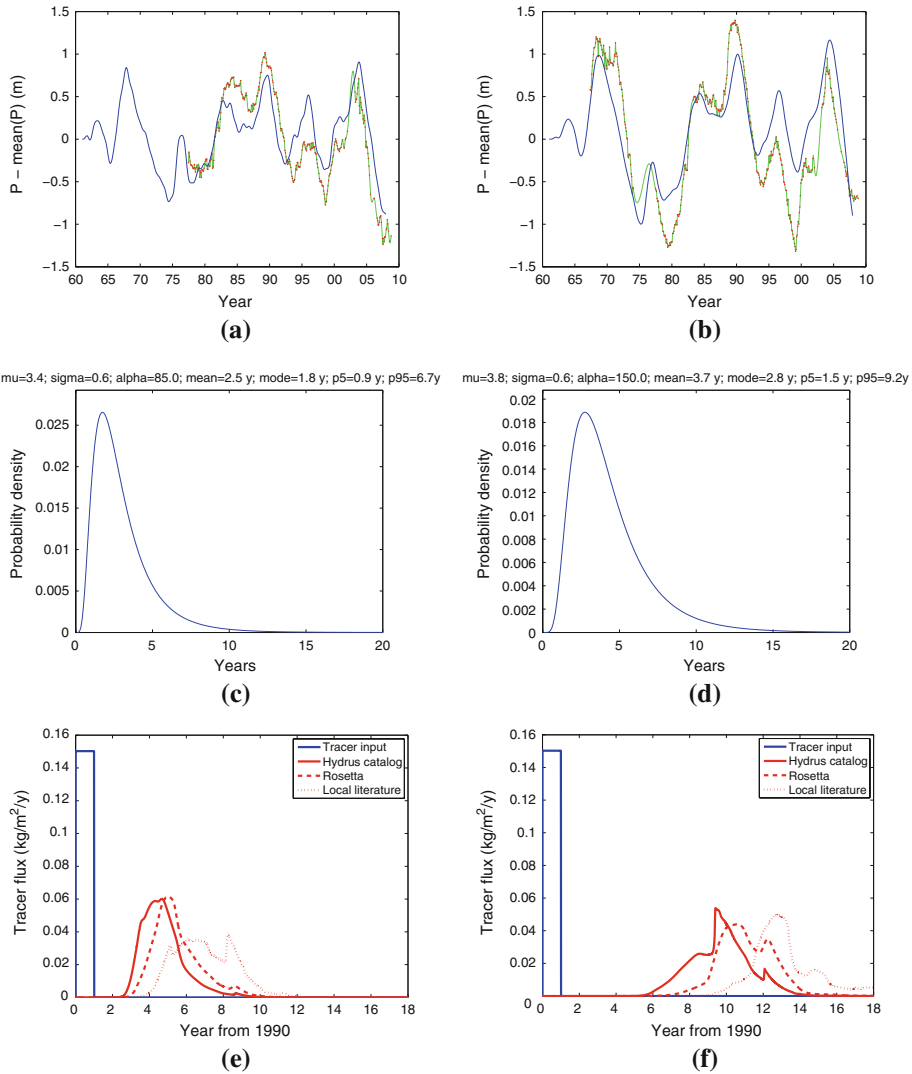 P − mean(P) (m)
1.5
1
0.5
0
−0.5
−1
−1.5
60 65 70 75 80 85 90 95 00 05 10
Year
(a)
P − mean(P) (m)
1.5
1
0.5
0
−0.5
−1
−1.5
60 65 70 75 80 85 90 95 00 05 10
Year
(b)
mu=3.4; sigma=0.6; alpha=85.0; mean=2.5 y; mode=1.8 y; p5=0.9 y; p95=6.7y
Probability density
0.025
0.02
0.015
0.01
0.005
0
0 5 10 15 20
Years
(c)
mu=3.8; sigma=0.6; alpha=150.0; mean=3.7 y; mode=2.8 y; p5=1.5 y; p95=9.2y
Probability density
0.02
0.018
0.016
0.014
0.012
0.01
0.008
0.006
0.004
0.002
0
0 5 10 15 20
Years
(d)
Tracer flux (kg/m²/y)
0.16
0.14
0.12
0.1
0.08
0.06
0.04
0.02
0
Tracer input
Hydrus catalog
Rosetta
Local literature
0 2 4 6 8 10 12 14 16 18
Year from 1990
(e)
Tracer flux (kg/m²/y)
0.16
0.14
0.12
0.1
0.08
0.06
0.04
0.02
0
Tracer input
Hydrus catalog
Rosetta
Local literature
0 2 4 6 8 10 12 14 16 18
Year from 1990
(f)